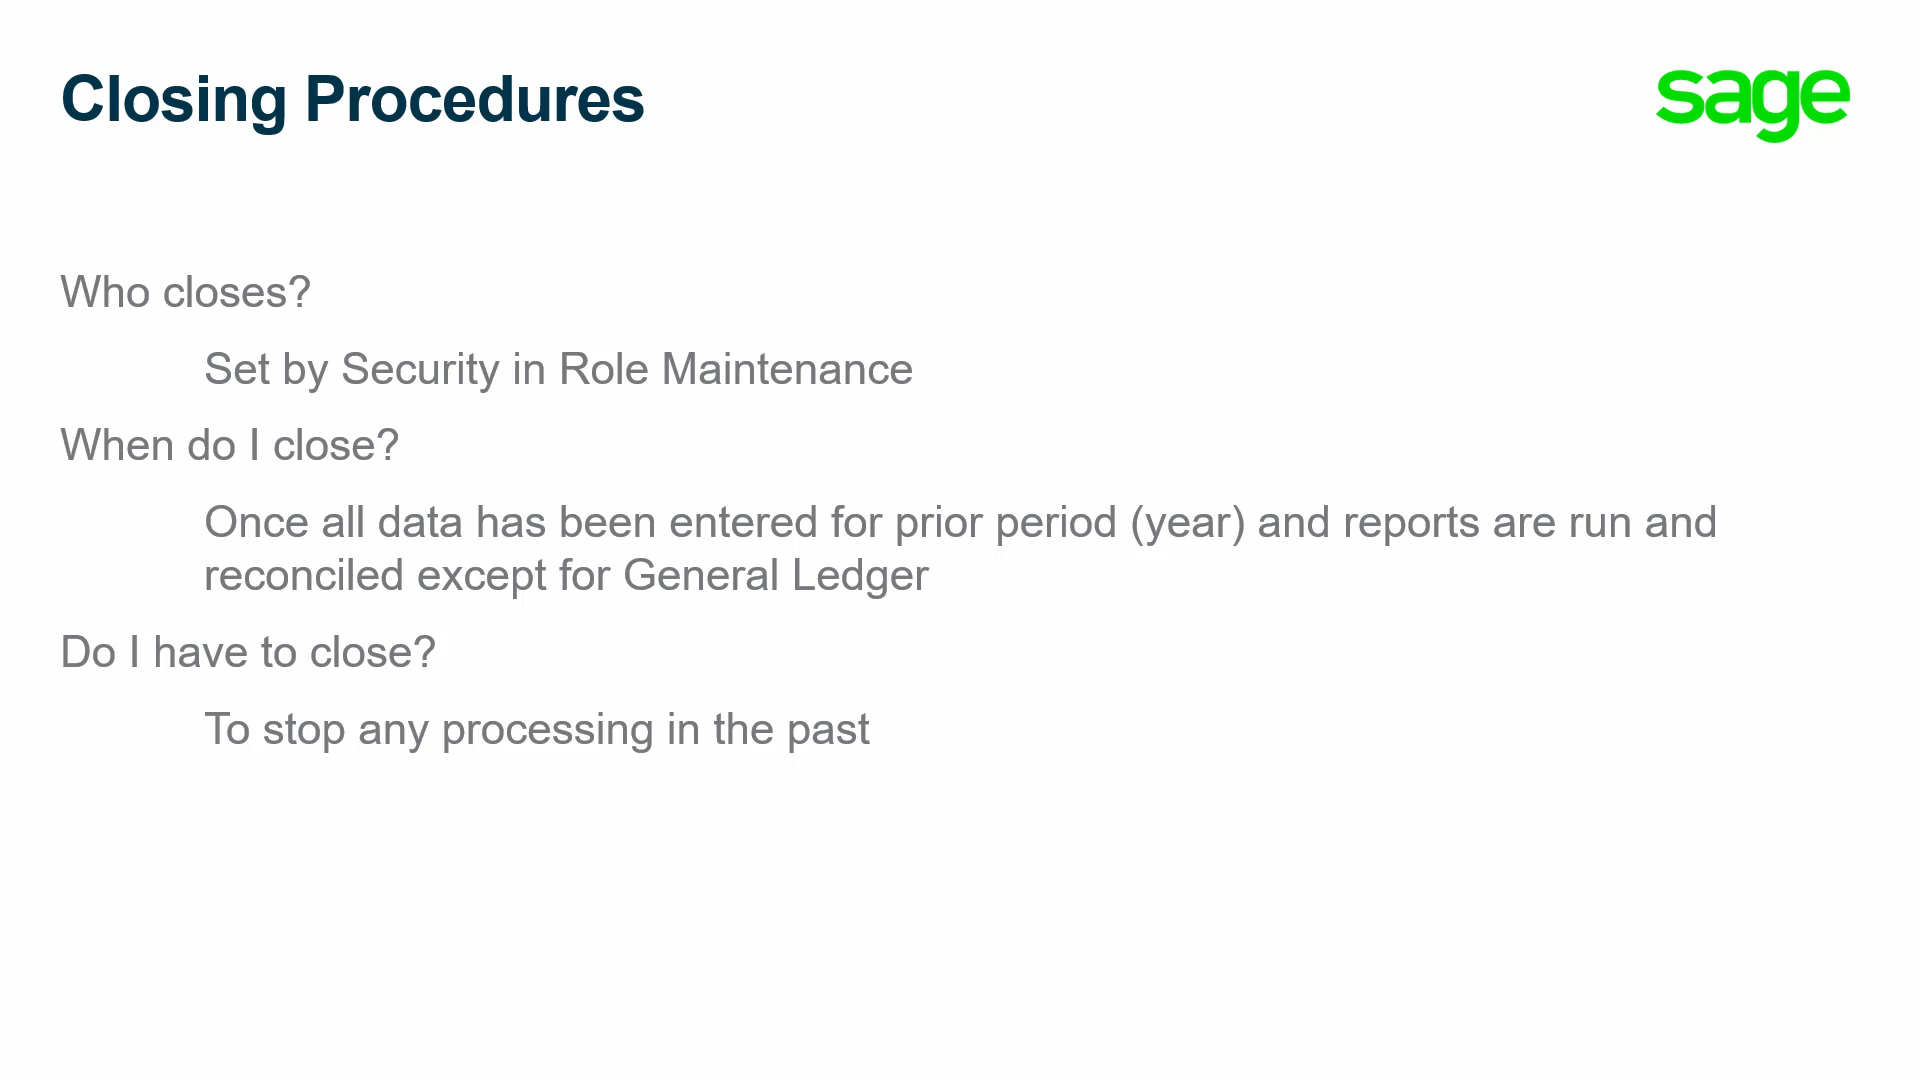 Closing Procedures
sage
Who closes?
Set by Security in Role Maintenance
When do I close?
Once all data has been entered for prior period (year) and reports are run and
reconciled except for General Ledger
Do I have to close?
To stop any processing in the past